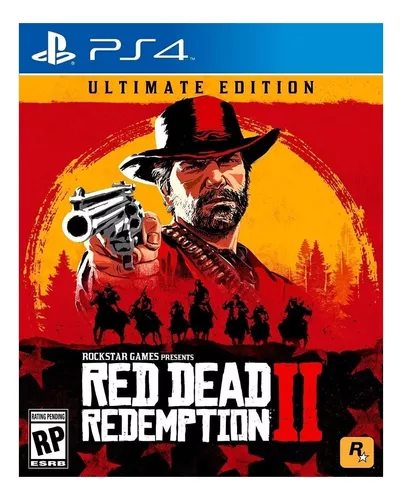 PS4
ULTIMATE EDITION
ROCKSTAR GAMES PRESENTS
RED DEAD
REDEMPTION II
RATING PENDING
RP
ESRB
R